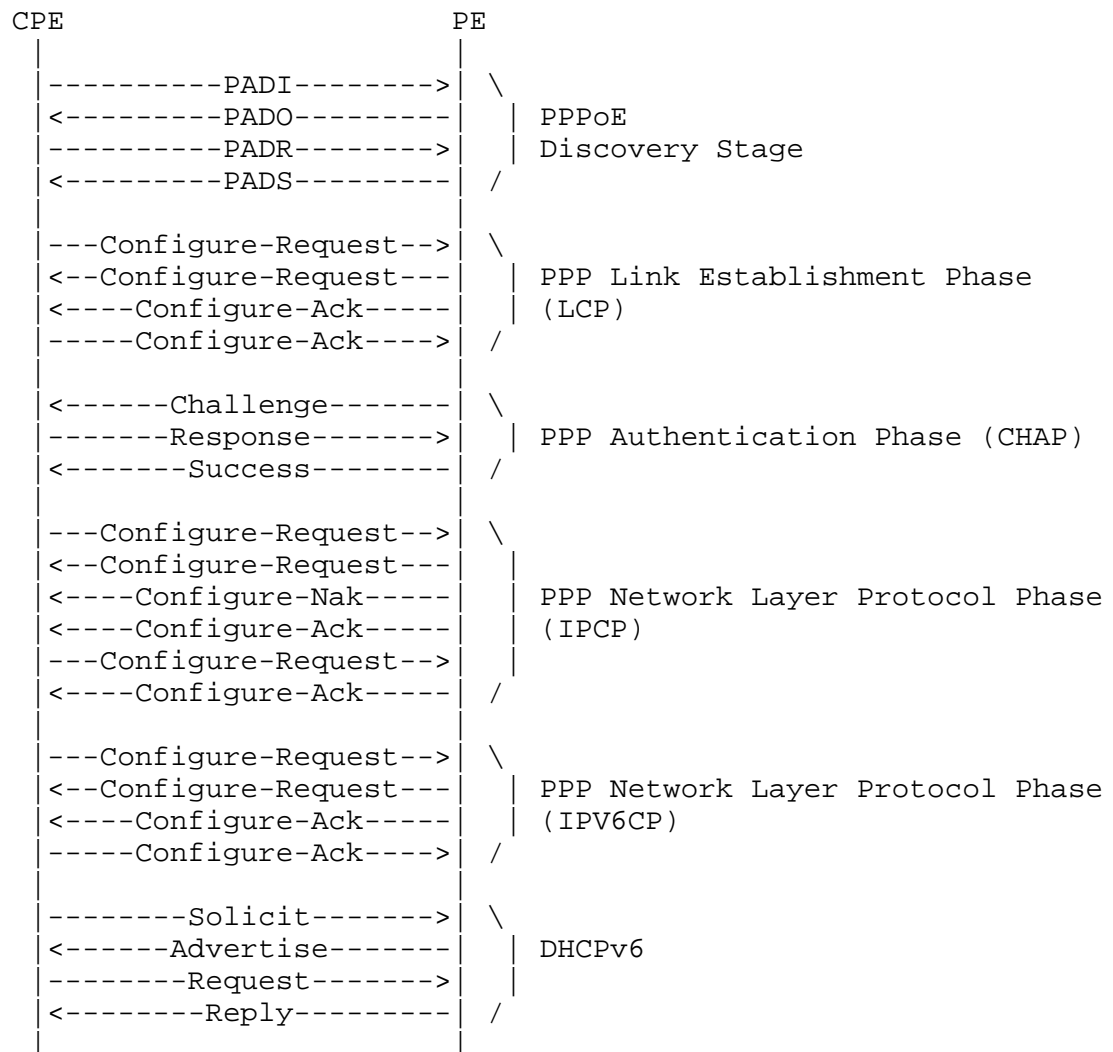 CPE                      PE
 |                       |
 |----------PADI-------->| \
 |<---------PADO---------|  | PPPoE
 |----------PADR-------->|  | Discovery Stage
 |<---------PADS---------| /
 |                       |
 |---Configure-Request-->| \
 |<--Configure-Request---|  | PPP Link Establishment Phase
 |<----Configure-Ack-----|  | (LCP)
 |-----Configure-Ack---->| /
 |                       |
 |<------Challenge-------| \
 |-------Response------->|  | PPP Authentication Phase (CHAP)
 |<-------Success--------| /
 |                       |
 |---Configure-Request-->| \
 |<--Configure-Request---|  |
 |<----Configure-Nak-----|  | PPP Network Layer Protocol Phase
 |<----Configure-Ack-----|  | (IPCP)
 |---Configure-Request-->|  |
 |<----Configure-Ack-----| /
 |                       |
 |---Configure-Request-->| \
 |<--Configure-Request---|  | PPP Network Layer Protocol Phase
 |<----Configure-Ack-----|  | (IPV6CP)
 |-----Configure-Ack---->| /
 |                       |
 |--------Solicit------->| \
 |<------Advertise-------|  | DHCPv6
 |--------Request------->|  |
 |<--------Reply---------| /
 |                       |